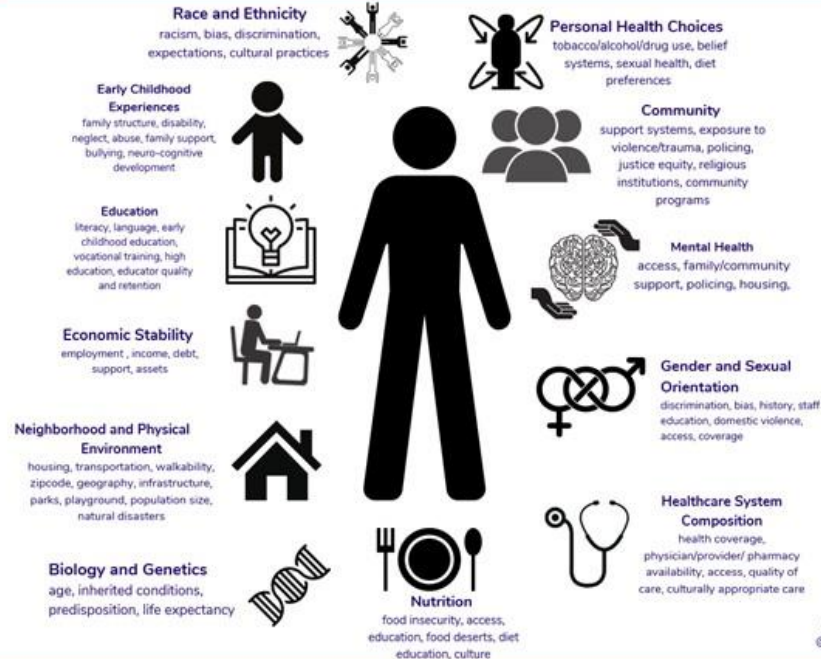 Race and Ethnicity
racism, bias, discrimination,
expectations, cultural practices
Early Childhood
Experiences
family structure, disability,
neglect, abuse, family support,
bullying, neuro-cognitive
development
Education
literacy, language, early
childhood education,
vocational training, high
education, educator quality
and retention
Economic Stability
employment , income, debt,
support, assets
Neighborhood and Physical
Environment
housing, transportation, walkability,
zipcode, geography, infrastructure,
parks, playground, population size,
natural disasters
Biology and Genetics
age, inherited conditions,
predisposition, life expectancy
Nutrition
food insecurity, access,
education, food deserts, diet
education, culture
Personal Health Choices
tobacco/alcohol/drug use, belief
systems, sexual health, diet
preferences
Community
support systems, exposure to
violence/trauma, policing,
justice equity, religious
institutions, community
programs
Mental Health
access, family/community
support, policing, housing,
Gender and Sexual
Orientation
discrimination, bias, history, staff
education, domestic violence,
access, coverage
Healthcare System
Composition
health coverage,
physician/provider/ pharmacy
availability, access, quality of
care, culturally appropriate care